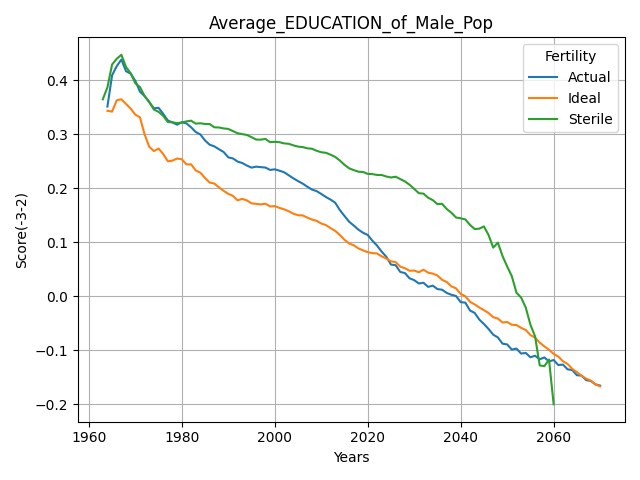 Average_EDUCATION_of_Male_Pop
Fertility
Actual
Ideal
Sterile
Score(-3-2)
0.4
0.3
0.2
0.1
0.0
−0.1
−0.2
1960 1980 2000 2020 2040 2060
Years